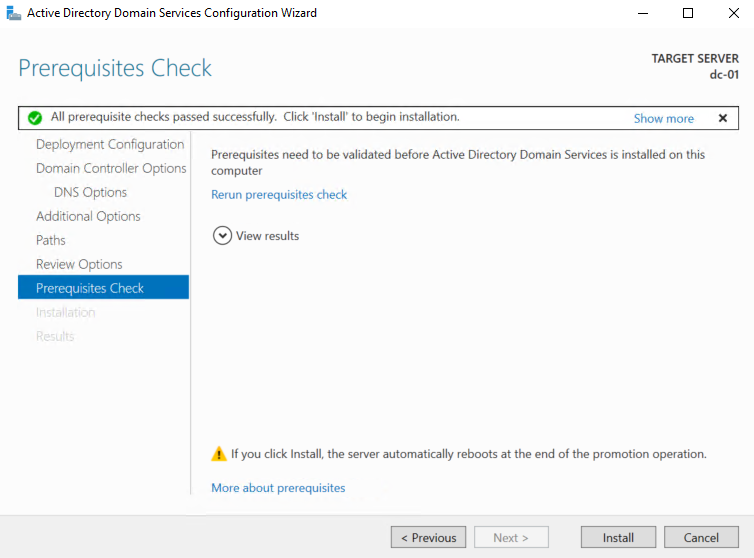 Active Directory Domain Services Configuration Wizard
Prerequisites Check
TARGET SERVER
dc-01
All prerequisite checks passed successfully.  Click 'Install' to begin installation.
Show more
Deployment Configuration
Domain Controller Options
DNS Options
Additional Options
Paths
Review Options
Prerequisites Check
Installation
Results
Prerequisites need to be validated before Active Directory Domain Services is installed on this
computer
Rerun prerequisites check
View results
If you click Install, the server automatically reboots at the end of the promotion operation.
More about prerequisites
< Previous
Next >
Install
Cancel